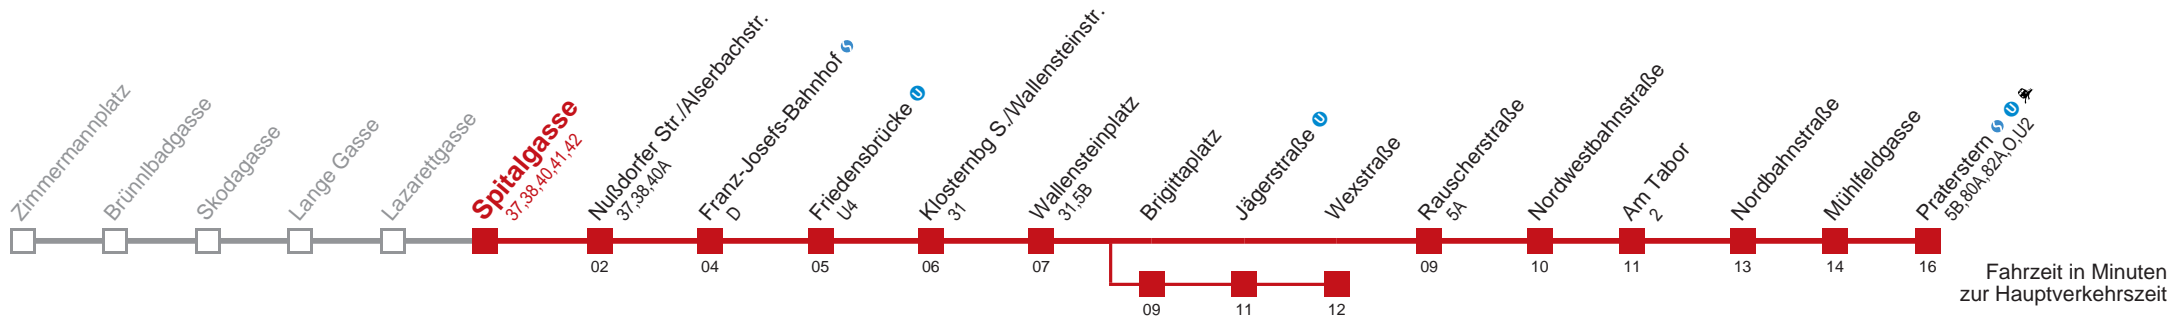 Zimmermannplatz
Brünnlbadgasse
Skodagasse
Lange Gasse
Lazarettgasse
Spitalgasse
37,38,40,41,42
Nußdorfer Str./Alserbachstr.
37,38,40A
Franz-Josefs-Bahnhof S
D
Friedensbrücke U
U4
Klosternbg S./Wallensteinstr.
31
Wallensteinplatz
31,5B
Brigittaplatz
Jägerstraße U
Wexstraße
Rauscherstraße
5A
Nordwestbahnstraße
Am Tabor
2
Nordbahnstraße
Mühlfeldgasse
Praterstern S U
5B,80A,82A,O,U2
02 04 05 06 07 09 10 11 13 14 16
09 11 12
Fahrzeit in Minuten
zur Hauptverkehrszeit